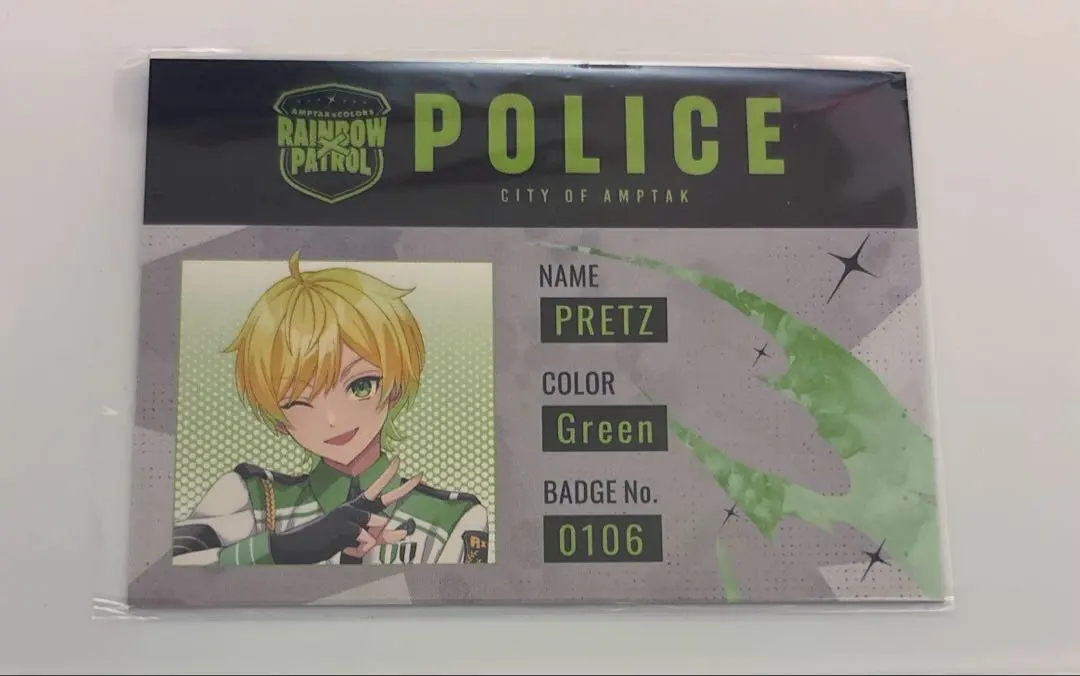 AMPTAK×COLORS
RAINBOW
PATROL
POLICE
CITY OF AMPTAK
NAME
PRETZ
COLOR
Green
BADGE No.
0106